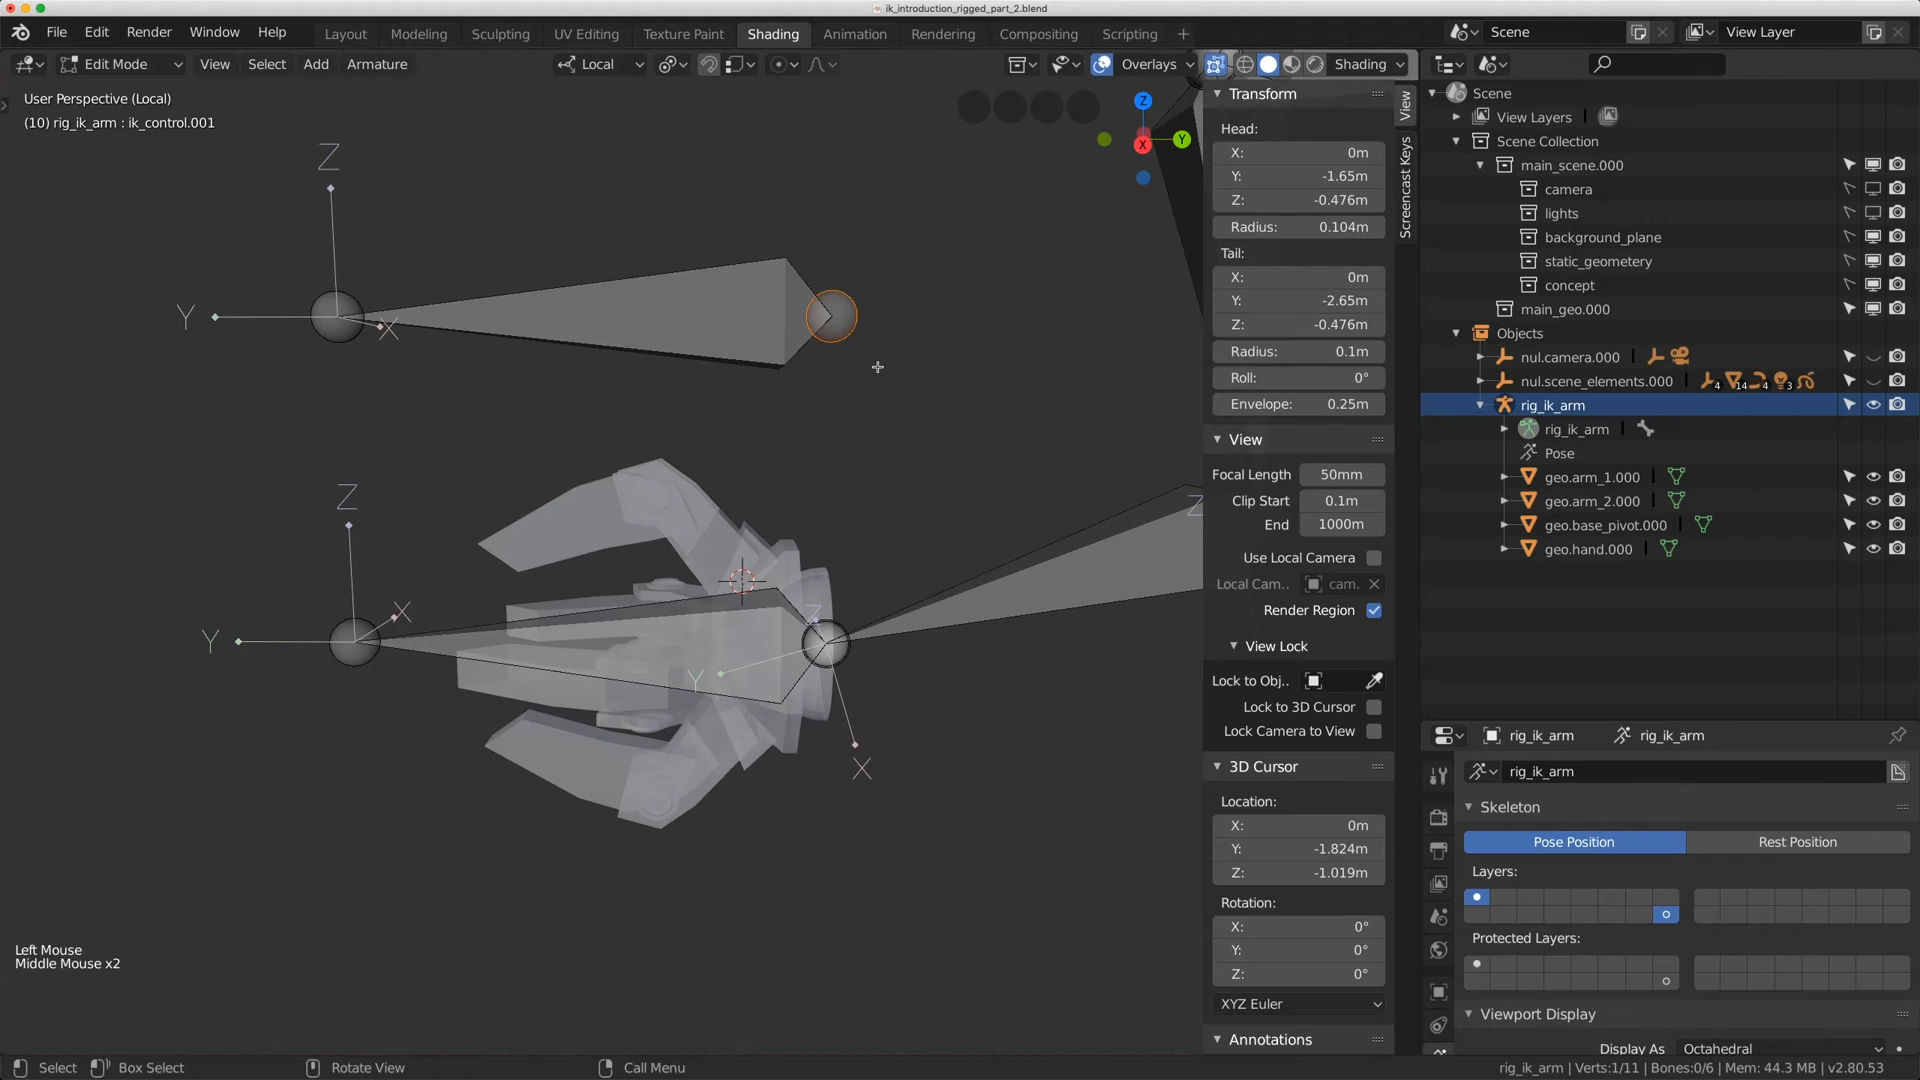 ik_introduction_rigged_part_2.blend
File Edit Render Window Help
Layout Modeling Sculpting UV Editing Texture Paint Shading Animation Rendering Compositing Scripting
Scene
View Layer
Edit Mode View Select Add Armature
Local
Overlays
Shading
User Perspective (Local)
(10) rig_ik_arm : ik_control.001
Z
Y
X
Z
Y
X
Z
Y
X
Z
Z
Y
X
Transform
Head:
X: 0m
Y: -1.65m
Z: -0.476m
Radius: 0.104m
Tail:
X: 0m
Y: -2.65m
Z: -0.476m
Radius: 0.1m
Roll: 0°
Envelope: 0.25m
View
Focal Length 50mm
Clip Start 0.1m
End 1000m
Use Local Camera
Local Cam.. cam.
Render Region
View Lock
Lock to Obj..
Lock to 3D Cursor
Lock Camera to View
3D Cursor
Location:
X: 0m
Y: -1.824m
Z: -1.019m
Rotation:
X: 0°
Y: 0°
Z: 0°
XYZ Euler
Annotations
View
Screencast Keys
Scene
View Layers
Scene Collection
main_scene.000
camera
lights
background_plane
static_geometery
concept
main_geo.000
Objects
nul.camera.000
nul.scene_elements.000 4 14 4 3
rig_ik_arm
rig_ik_arm
Pose
geo.arm_1.000
geo.arm_2.000
geo.base_pivot.000
geo.hand.000
rig_ik_arm rig_ik_arm
rig_ik_arm
Skeleton
Pose Position Rest Position
Layers:
Protected Layers:
Viewport Display
Display As Octahedral
Left Mouse
Middle Mouse x2
Select Box Select Rotate View Call Menu
rig_ik_arm | Verts:1/11 | Bones:0/6 | Mem: 44.3 MB | v2.80.53